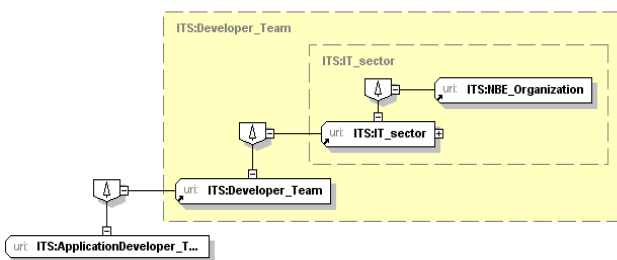 ITS:Developer_Team
ITS:IT_sector
uri: ITS:NBE_Organization
uri: ITS:IT_sector
uri: ITS:Developer_Team
uri: ITS:ApplicationDeveloper_T...